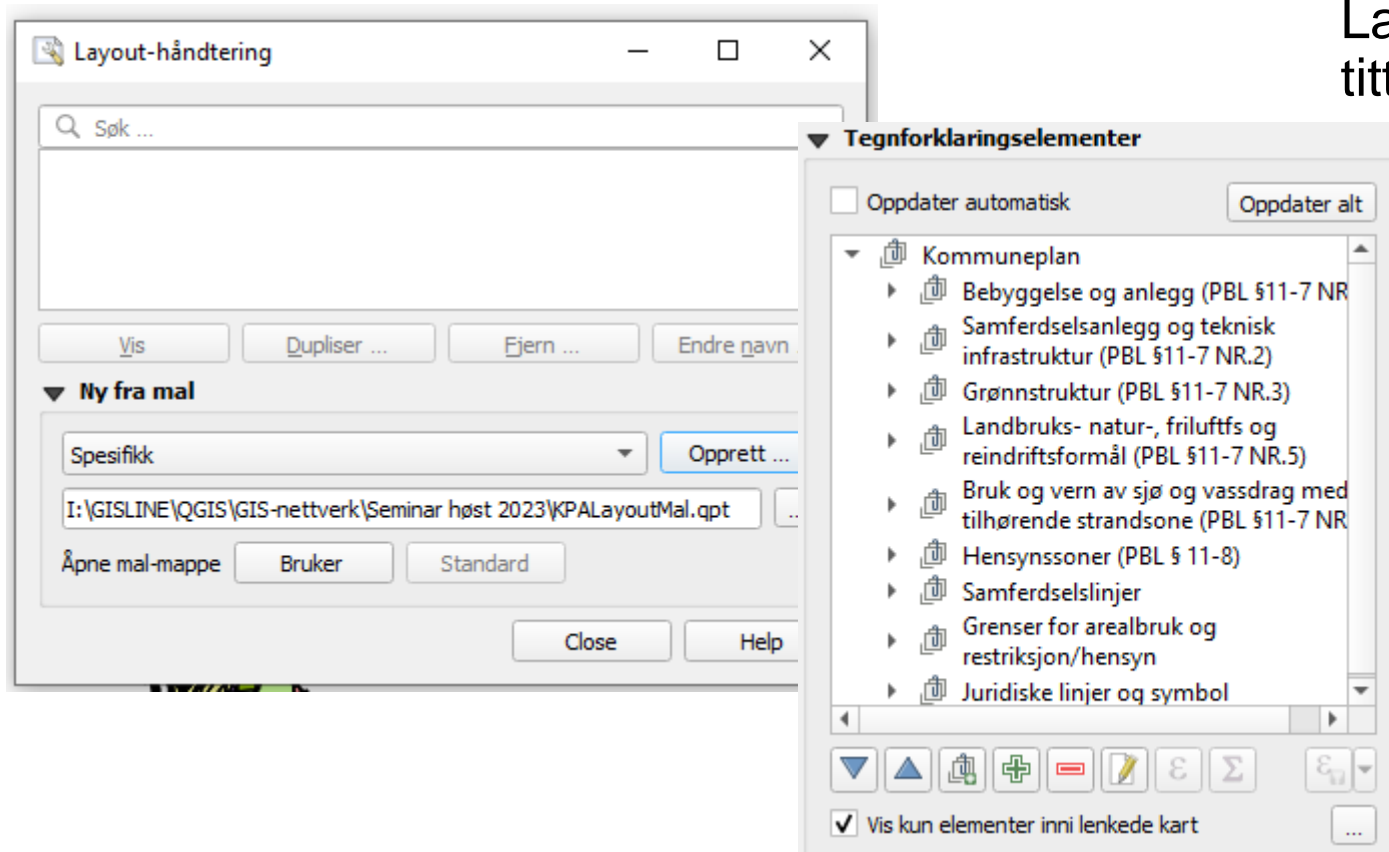 Layout-håndtering
Søk ...
Vis
Dupliser ...
Fjern ...
Endre navn
Ny fra mal
Spesifikk
Opprett ...
I:\GISLINE\QGIS\GIS-nettverk\Seminar høst 2023\KPALayoutMal.qpt
...
Åpne mal-mappe
Bruker
Standard
Close
Help
La
titt
Tegnforklaringselementer
Oppdater automatisk
Oppdater alt
Kommuneplan
Bebyggelse og anlegg (PBL §11-7 NR
Samferdselsanlegg og teknisk
infrastruktur (PBL §11-7 NR.2)
Grønnstruktur (PBL §11-7 NR.3)
Landbruks- natur-, friluftfs og
reindriftsformål (PBL §11-7 NR.5)
Bruk og vern av sjø og vassdrag med
tilhørende strandsone (PBL §11-7 NR
Hensynssoner (PBL § 11-8)
Samferdselslinjer
Grenser for arealbruk og
restriksjon/hensyn
Juridiske linjer og symbol
ε
Σ
ε
Vis kun elementer inni lenkede kart
...